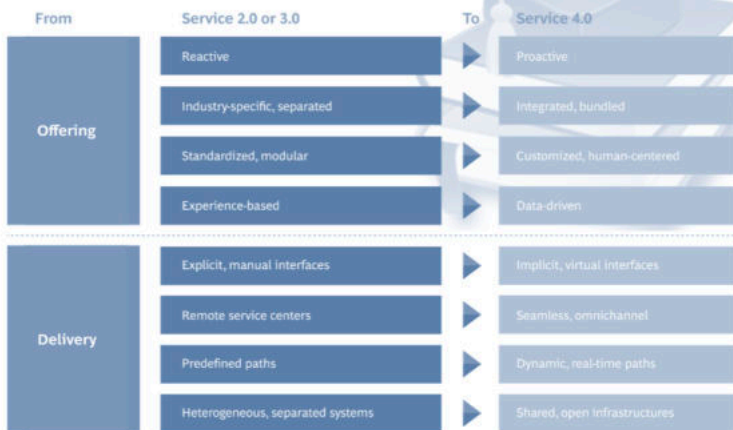 From Service 2.0 or 3.0 To Service 4.0
Offering
Reactive Proactive
Industry-specific, separated Integrated, bundled
Standardized, modular Customized, human-centered
Experience-based Data-driven
Delivery
Explicit, manual interfaces Implicit, virtual interfaces
Remote service centers Seamless, omnichannel
Predefined paths Dynamic, real-time paths
Heterogeneous, separated systems Shared, open infrastructures